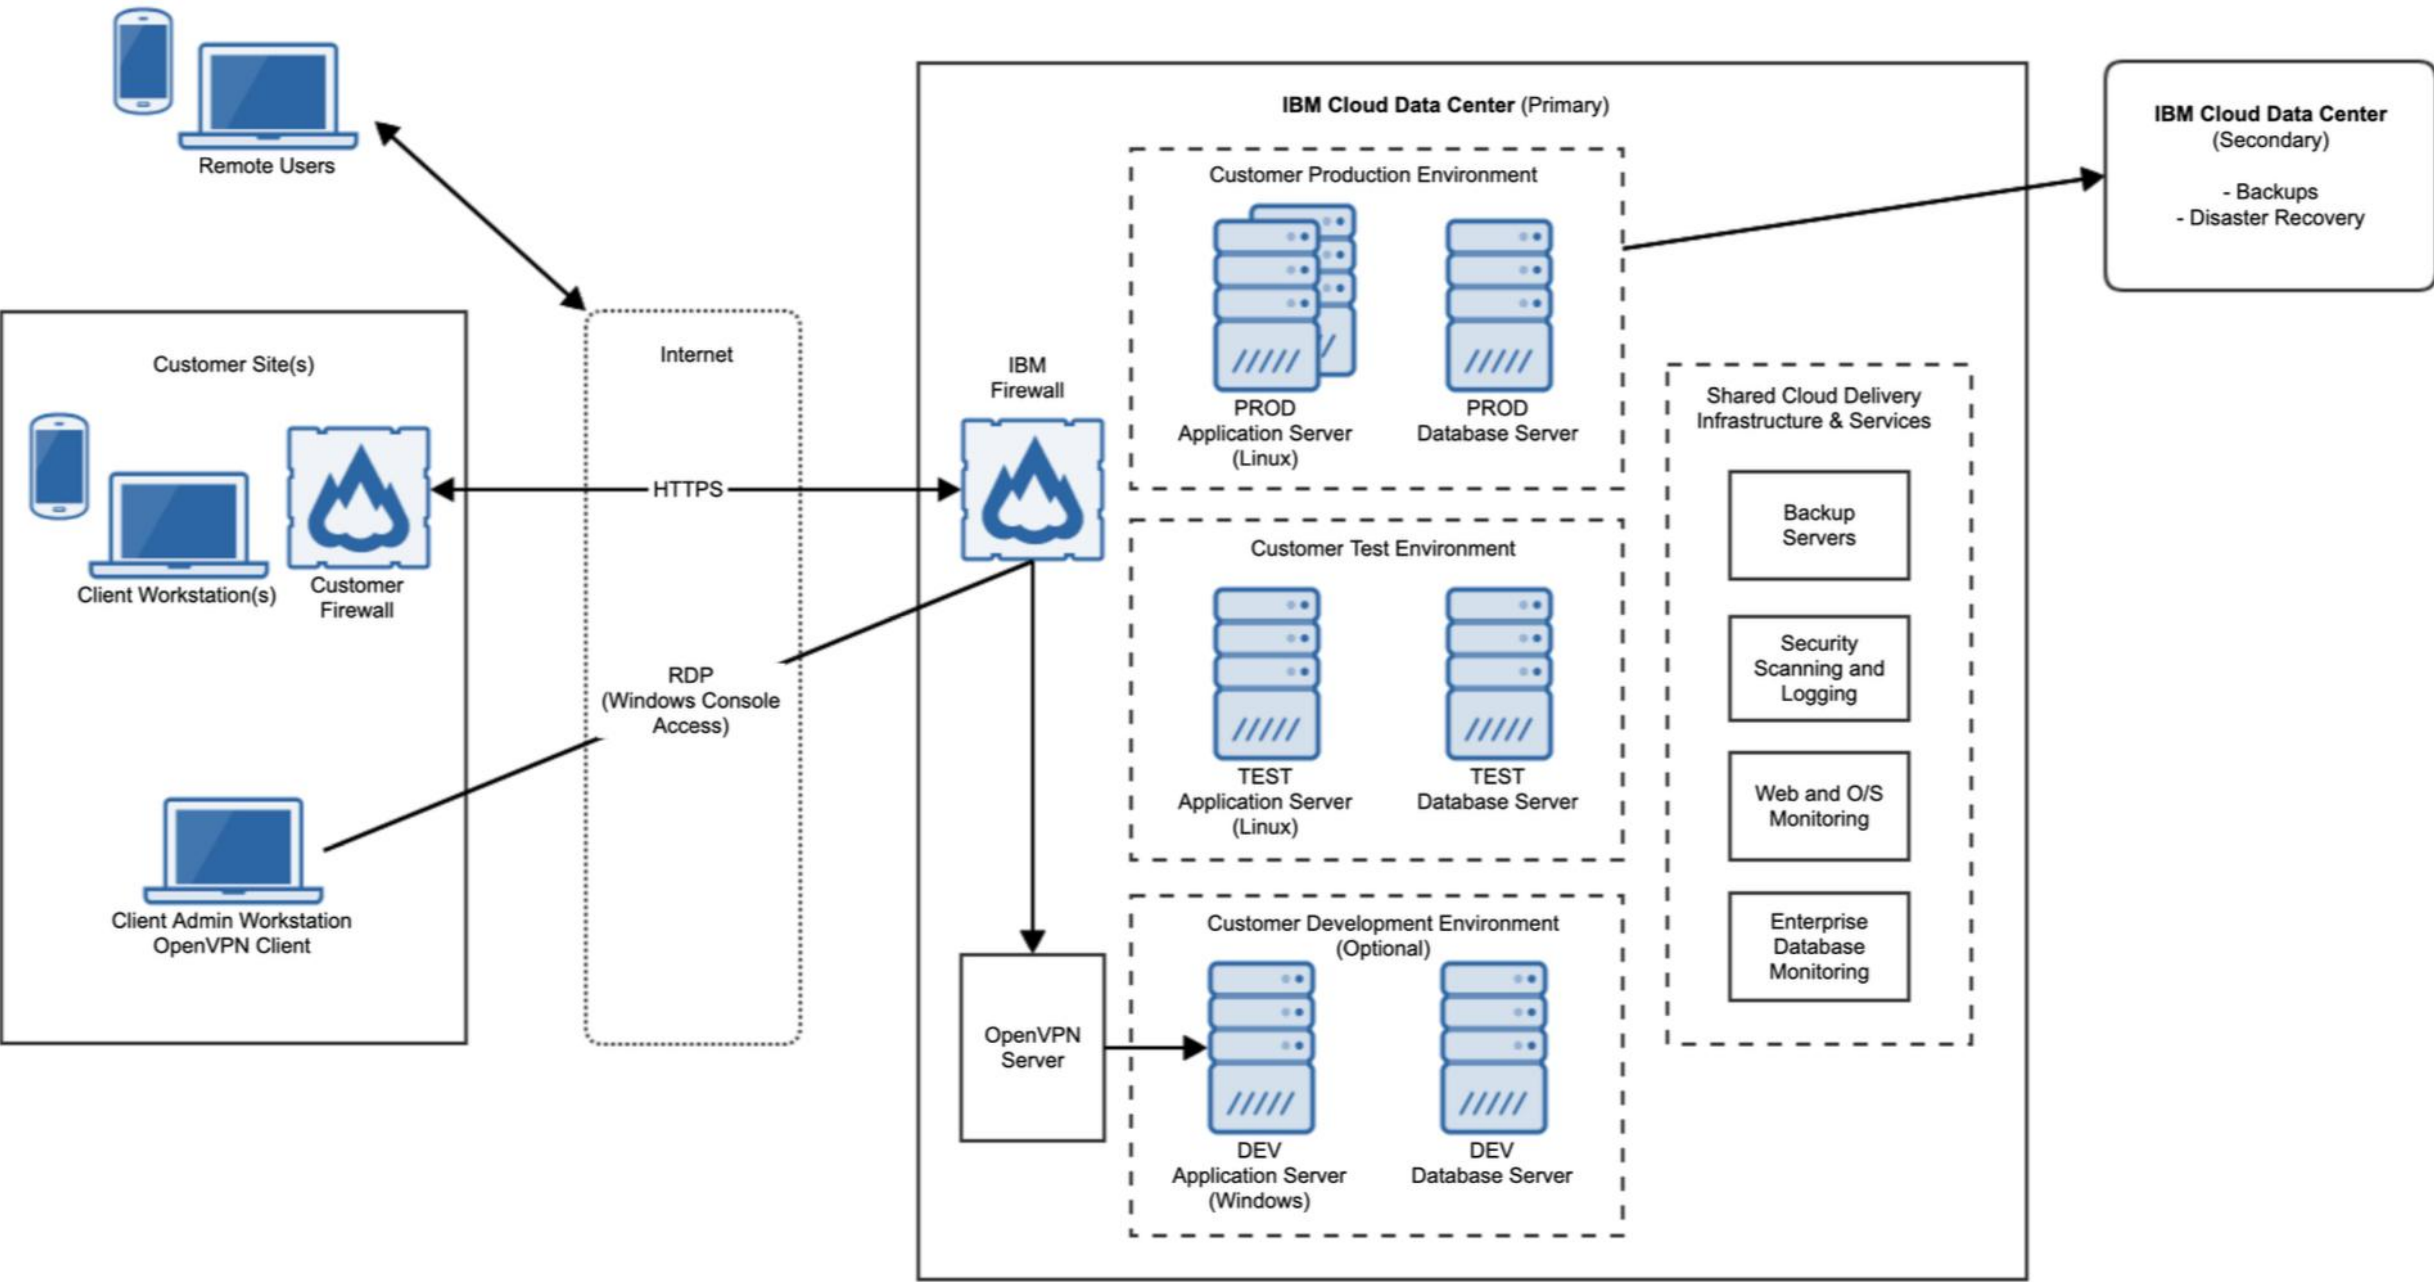 Remote Users
Customer Site(s)
Client Workstation(s)
Customer
Firewall
Client Admin Workstation
OpenVPN Client
Internet
HTTPS
RDP
(Windows Console
Access)
IBM Cloud Data Center (Primary)
IBM
Firewall
OpenVPN
Server
Customer Production Environment
PROD
Application Server
(Linux)
PROD
Database Server
Customer Test Environment
TEST
Application Server
(Linux)
TEST
Database Server
Customer Development Environment
(Optional)
DEV
Application Server
(Windows)
DEV
Database Server
Shared Cloud Delivery
Infrastructure & Services
Backup
Servers
Security
Scanning and
Logging
Web and O/S
Monitoring
Enterprise
Database
Monitoring
IBM Cloud Data Center
(Secondary)
- Backups
- Disaster Recovery